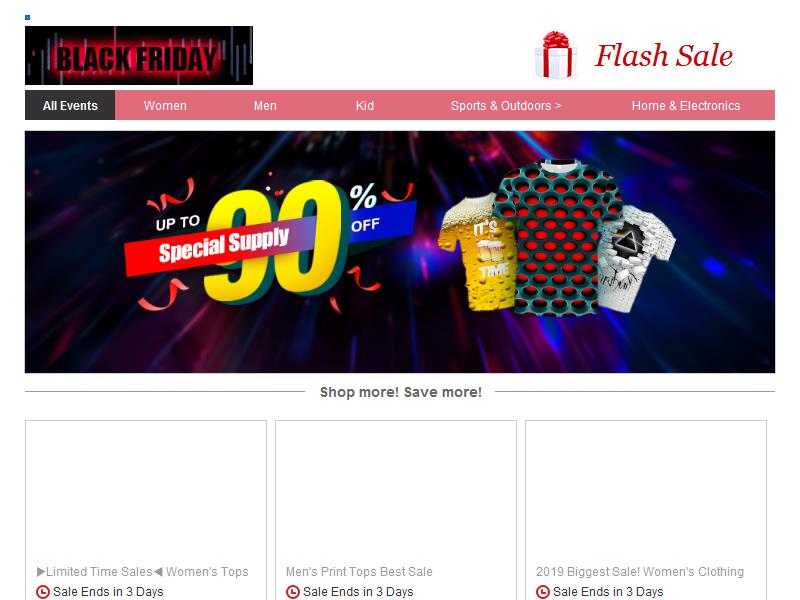 BLACK FRIDAY
Flash Sale
All Events Women Men Kid Sports & Outdoors > Home & Electronics
UP TO 90 % OFF
Special Supply
IT'S
TIME
Shop more! Save more!
▶Limited Time Sales◀ Women's Tops
Sale Ends in 3 Days
Men's Print Tops Best Sale
Sale Ends in 3 Days
2019 Biggest Sale! Women's Clothing
Sale Ends in 3 Days